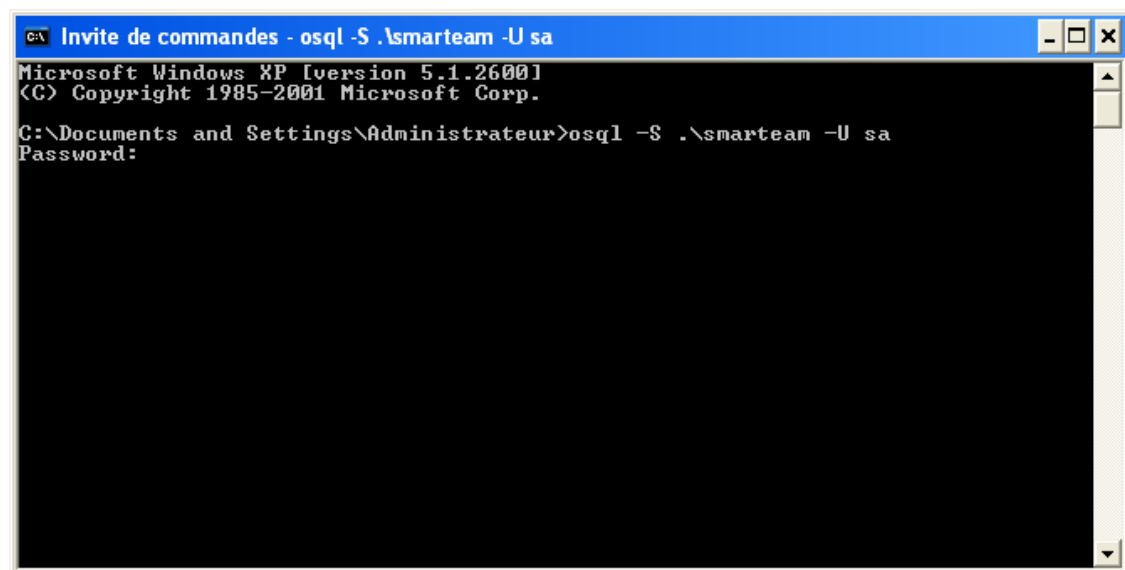 Invite de commandes - osql -S .\smarteam -U sa
Microsoft Windows XP [version 5.1.2600]
(C) Copyright 1985-2001 Microsoft Corp.
C:\Documents and Settings\Administrateur>osql -S .\smarteam -U sa
Password: